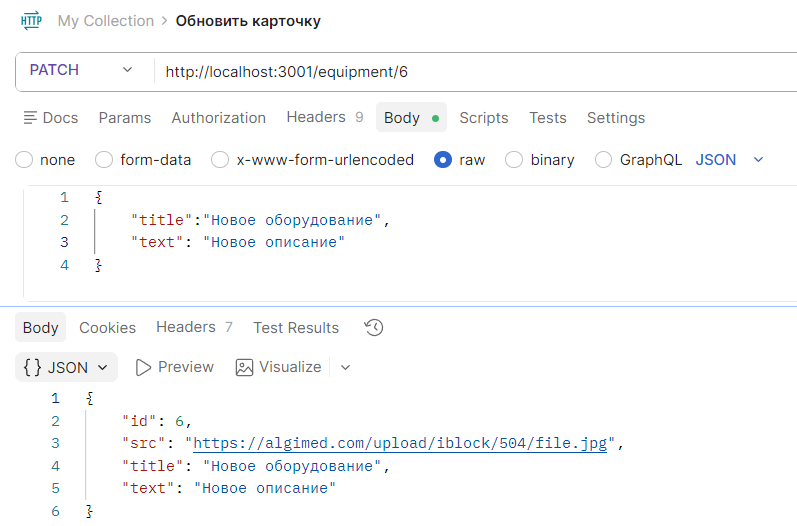 HTTP My Collection > Обновить карточку
PATCH http://localhost:3001/equipment/6
Docs Params Authorization Headers 9 Body Scripts Tests Settings
none form-data x-www-form-urlencoded raw binary GraphQL JSON
1 {
2 "title":"Новое оборудование",
3 "text": "Новое описание"
4 }
Body Cookies Headers 7 Test Results
{} JSON Preview Visualize
1 {
2 "id": 6,
3 "src": "https://algimed.com/upload/iblock/504/file.jpg",
4 "title": "Новое оборудование",
5 "text": "Новое описание"
6 }